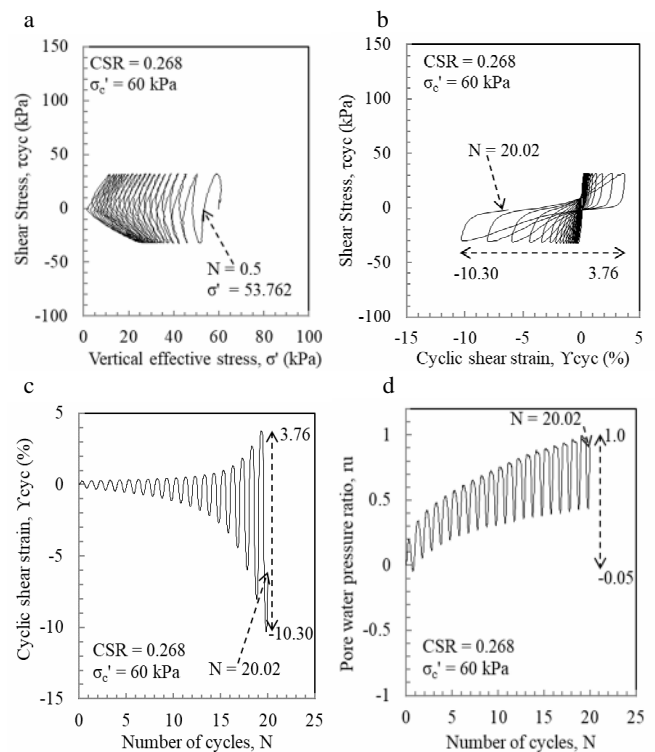 a
150
100
50
0
-50
-100
Shear Stress, τcyc (kPa)
CSR = 0.268
σc' = 60 kPa
N = 0.5
σ' = 53.762
0 20 40 60 80 100
Vertical effective stress, σ' (kPa)
b
150
100
50
0
-50
-100
Shear Stress, τcyc (kPa)
CSR = 0.268
σc' = 60 kPa
N = 20.02
-10.30 3.76
-15 -10 -5 0 5
Cyclic shear strain, ϒcyc (%)
c
5
0
-5
-10
-15
Cyclic shear strain, ϒcyc (%)
3.76
-10.30
CSR = 0.268
σc' = 60 kPa
N = 20.02
0 5 10 15 20 25
Number of cycles, N
d
1
0.5
0
-0.5
-1
Pore water pressure ratio, ru
N = 20.02
1.0
-0.05
CSR = 0.268
σc' = 60 kPa
0 5 10 15 20 25
Number of cycles, N